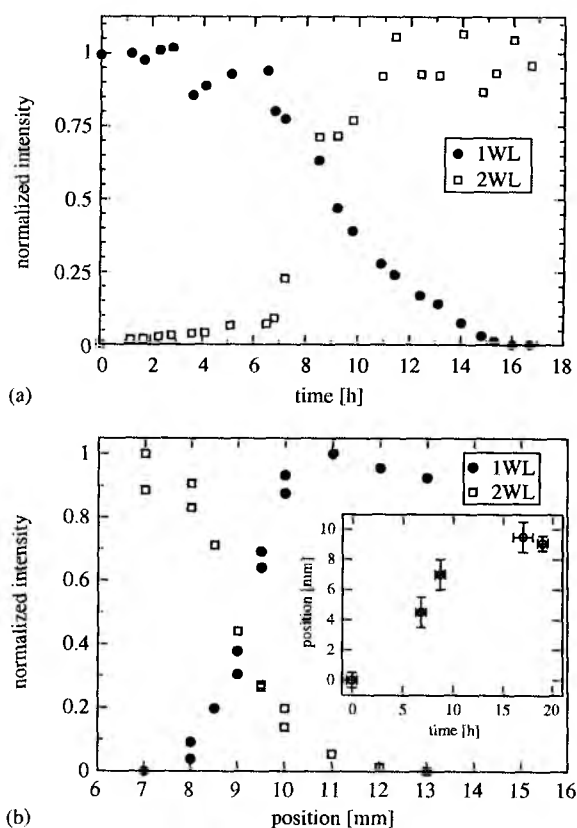 1
0.75
0.5
0.25
0
normalized intensity
1WL
2WL
0 2 4 6 8 10 12 14 16 18
(a)
time [h]
1
0.8
0.6
0.4
0.2
0
normalized intensity
1WL
2WL
10
8
6
4
2
0
position [mm]
0 5 10 15 20
time [h]
6 7 8 9 10 11 12 13 14 15 16
(b)
position [mm]